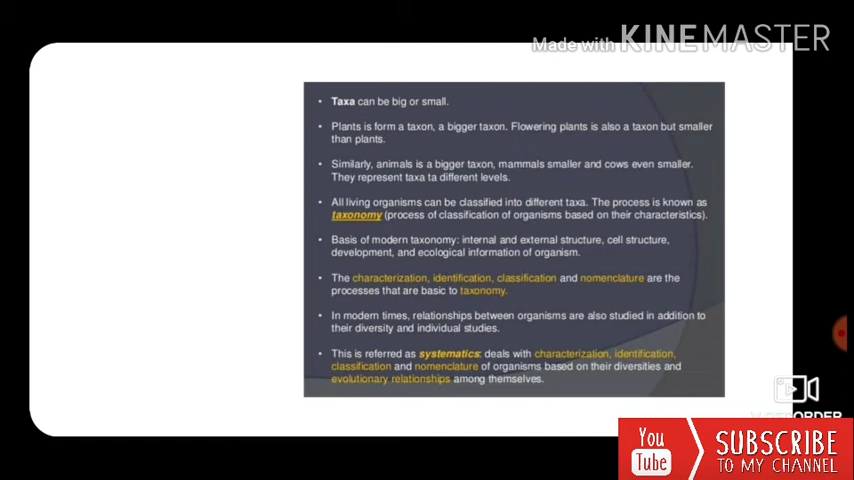 Made with KINEMASTER
• Taxa can be big or small.
• Plants is form a taxon, a bigger taxon. Flowering plants is also a taxon but smaller
than plants.
• Similarly, animals is a bigger taxon, mammals smaller and cows even smaller.
They represent taxa ta different levels.
• All living organisms can be classified into different taxa. The process is known as
taxonomy (process of classification of organisms based on their characteristics).
• Basis of modern taxonomy: internal and external structure, cell structure,
development, and ecological information of organism.
• The characterization, identification, classification and nomenclature are the
processes that are basic to taxonomy.
• In modern times, relationships between organisms are also studied in addition to
their diversity and individual studies.
• This is referred as systematics: deals with characterization, identification,
classification and nomenclature of organisms based on their diversities and
evolutionary relationships among themselves.
You
Tube
SUBSCRIBE
TO MY CHANNEL